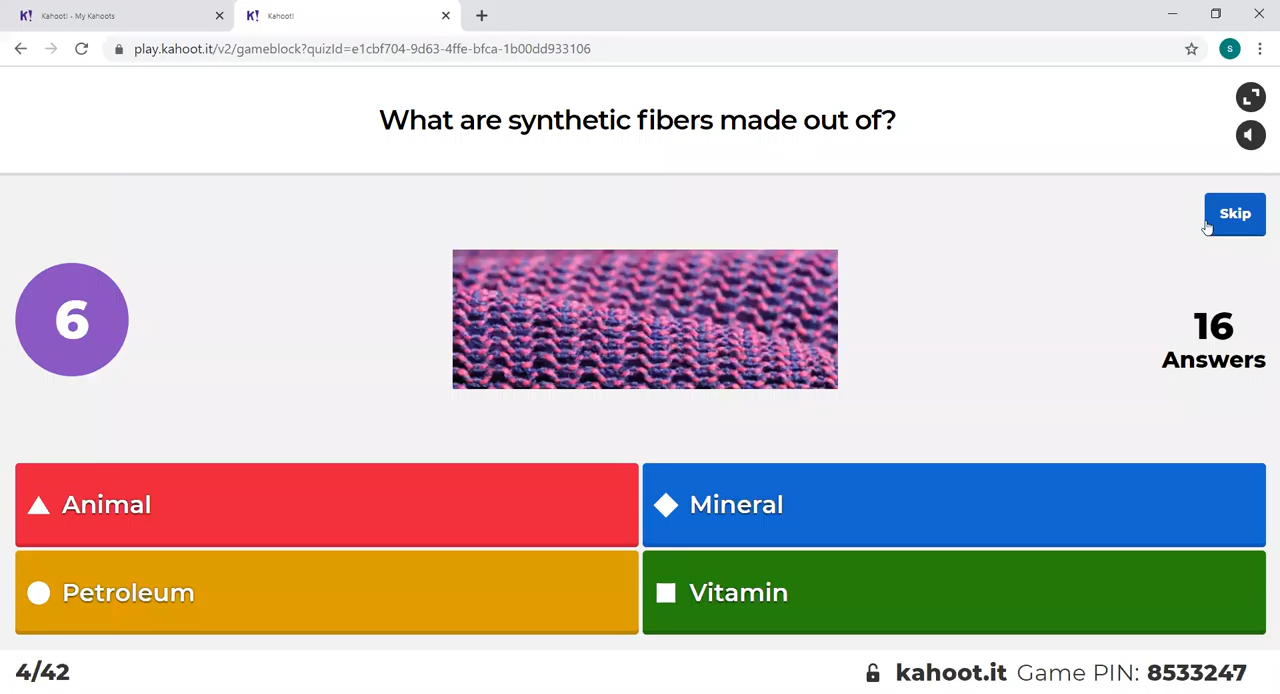 K! Kahoot! - My Kahoots
K! Kahoot!
play.kahoot.it/v2/gameblock?quizId=e1cbf704-9d63-4ffe-bfca-1b00dd933106
S
What are synthetic fibers made out of?
Skip
6
16
Answers
Animal
Mineral
Petroleum
Vitamin
4/42
kahoot.it Game PIN: 8533247